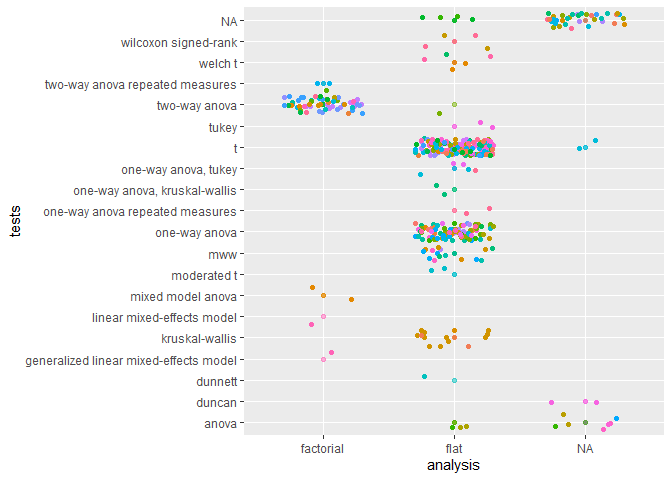 NA
wilcoxon signed-rank
welch t
two-way anova repeated measures
two-way anova
tukey
t
one-way anova, tukey
one-way anova, kruskal-wallis
one-way anova repeated measures
one-way anova
mww
moderated t
mixed model anova
linear mixed-effects model
kruskal-wallis
generalized linear mixed-effects model
dunnett
duncan
anova
tests
factorial flat NA
analysis